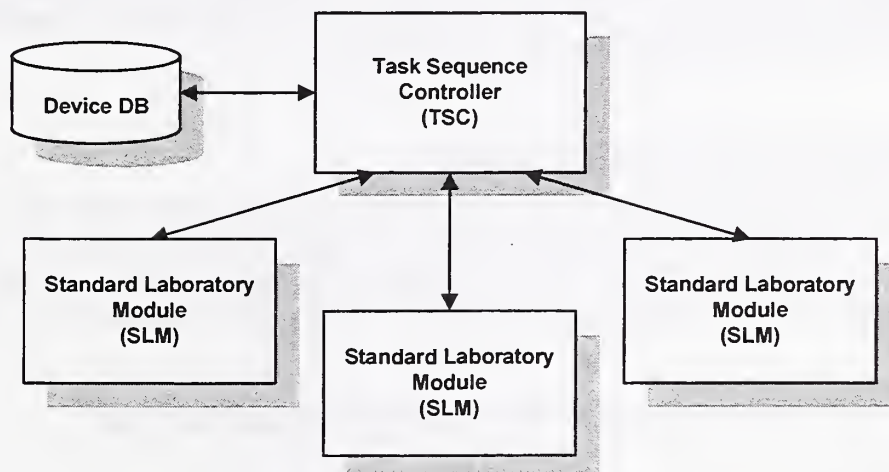 Device DB
Task Sequence
Controller
(TSC)
Standard Laboratory
Module
(SLM)
Standard Laboratory
Module
(SLM)
Standard Laboratory
Module
(SLM)